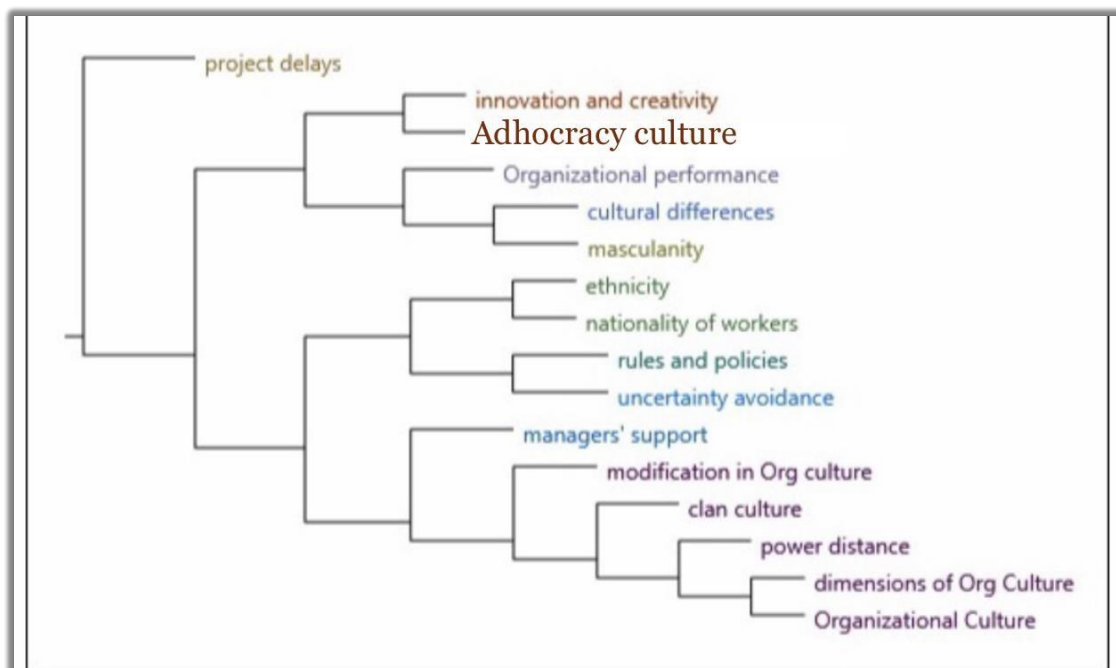 project delays
innovation and creativity
Adhocracy culture
Organizational performance
cultural differences
masculanity
ethnicity
nationality of workers
rules and policies
uncertainty avoidance
managers' support
modification in Org culture
clan culture
power distance
dimensions of Org Culture
Organizational Culture